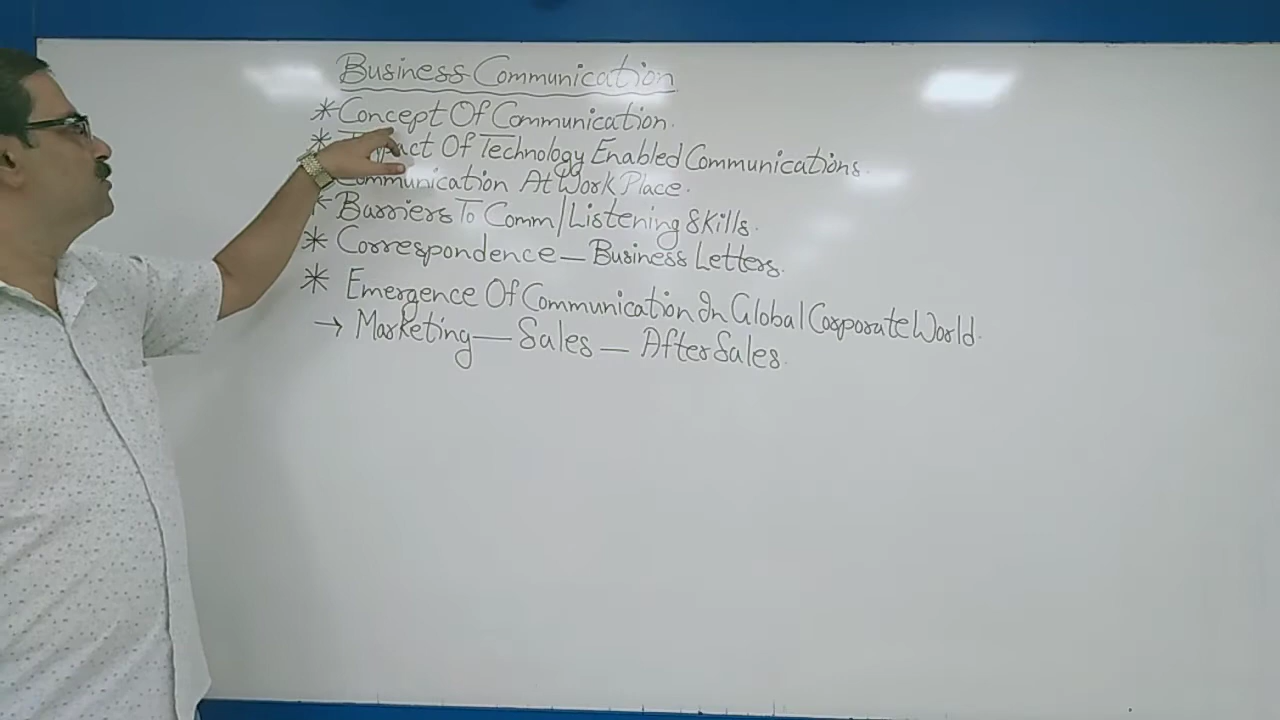 Business Communication
* Concept Of Communication.
* Impact Of Technology Enabled Communications.
Communication At Work Place.
* Barriers To Comm/Listening Skills.
* Correspondence — Business Letters.
* Emergence Of Communication In Global Corporate World.
→ Marketing — Sales — After Sales.